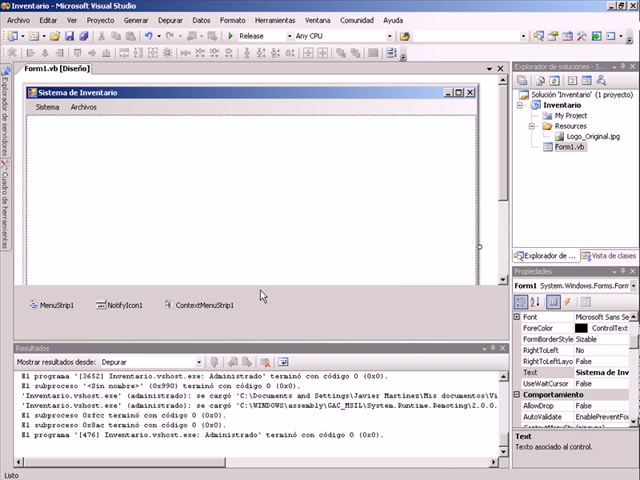 Inventario - Microsoft Visual Studio
Archivo Editar Ver Proyecto Generar Depurar Datos Formato Herramientas Ventana Comunidad Ayuda
Release Any CPU
Form1.vb [Diseño]
Sistema de Inventario
Sistema Archivos
MenuStrip1 NotifyIcon1 ContextMenuStrip1
Explorador de servidores
Cuadro de herramientas
Resultados
Mostrar resultados desde: Depurar
El programa '[3652] Inventario.vshost.exe: Administrado' terminó con código 0 (0x0).
El subproceso '<Sin nombre>' (0x990) terminó con código 0 (0x0).
'Inventario.vshost.exe' (administrado): se cargó 'C:\Documents and Settings\Javier Martinez\Mis documentos\Vi
'Inventario.vshost.exe' (administrado): se cargó 'C:\WINDOWS\assembly\GAC_MSIL\System.Runtime.Remoting\2.0.0.
El subproceso 0xfcc terminó con código 0 (0x0).
El subproceso 0x8ac terminó con código 0 (0x0).
El programa '[476] Inventario.vshost.exe: Administrado' terminó con código 0 (0x0).
Explorador de soluciones - S...
Solución 'Inventario' (1 proyecto)
Inventario
My Project
Resources
Logo_Original.jpg
Form1.vb
Explorador de ... Vista de clases
Propiedades
Form1 System.Windows.Forms.Form
Font Microsoft Sans Se
ForeColor ControlText
FormBorderStyle Sizable
RightToLeft No
RightToLeftLayo False
Text Sistema de Inv
UseWaitCursor False
Comportamiento
AllowDrop False
AutoValidate EnablePreventFo
Text
Texto asociado al control.
Listo